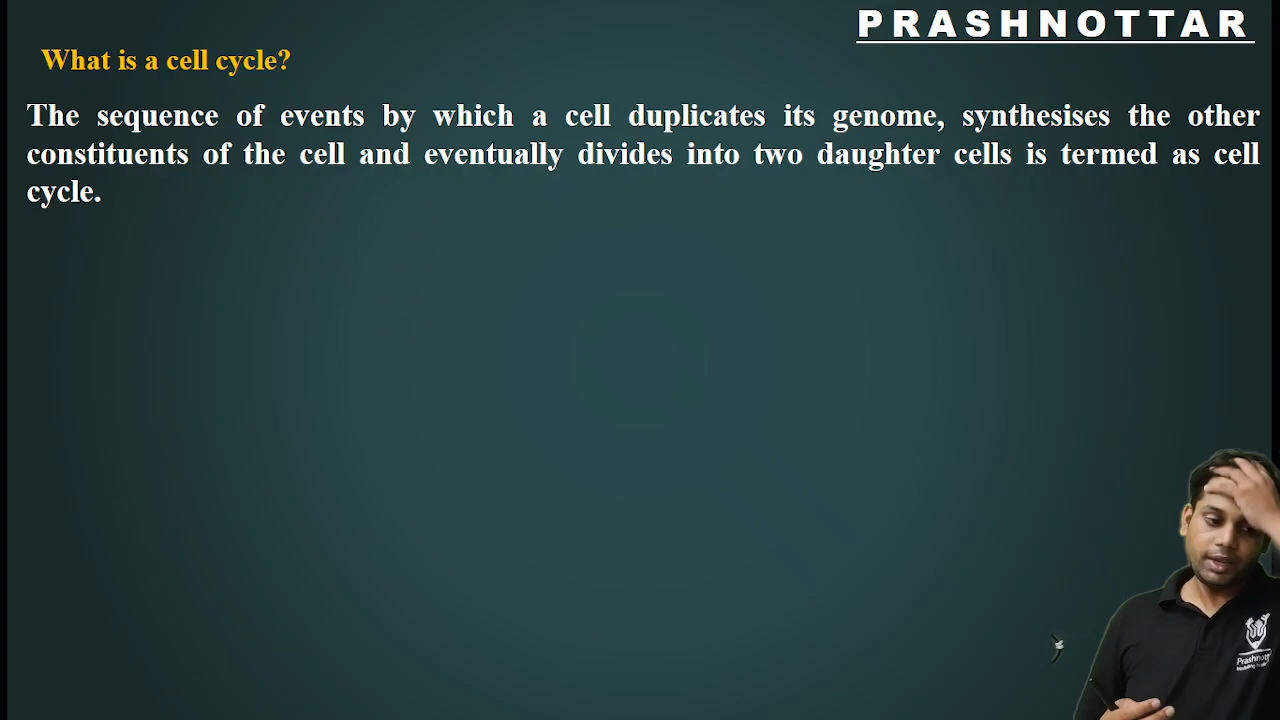 PRASHNOTTAR
What is a cell cycle?
The sequence of events by which a cell duplicates its genome, synthesises the other
constituents of the cell and eventually divides into two daughter cells is termed as cell
cycle.